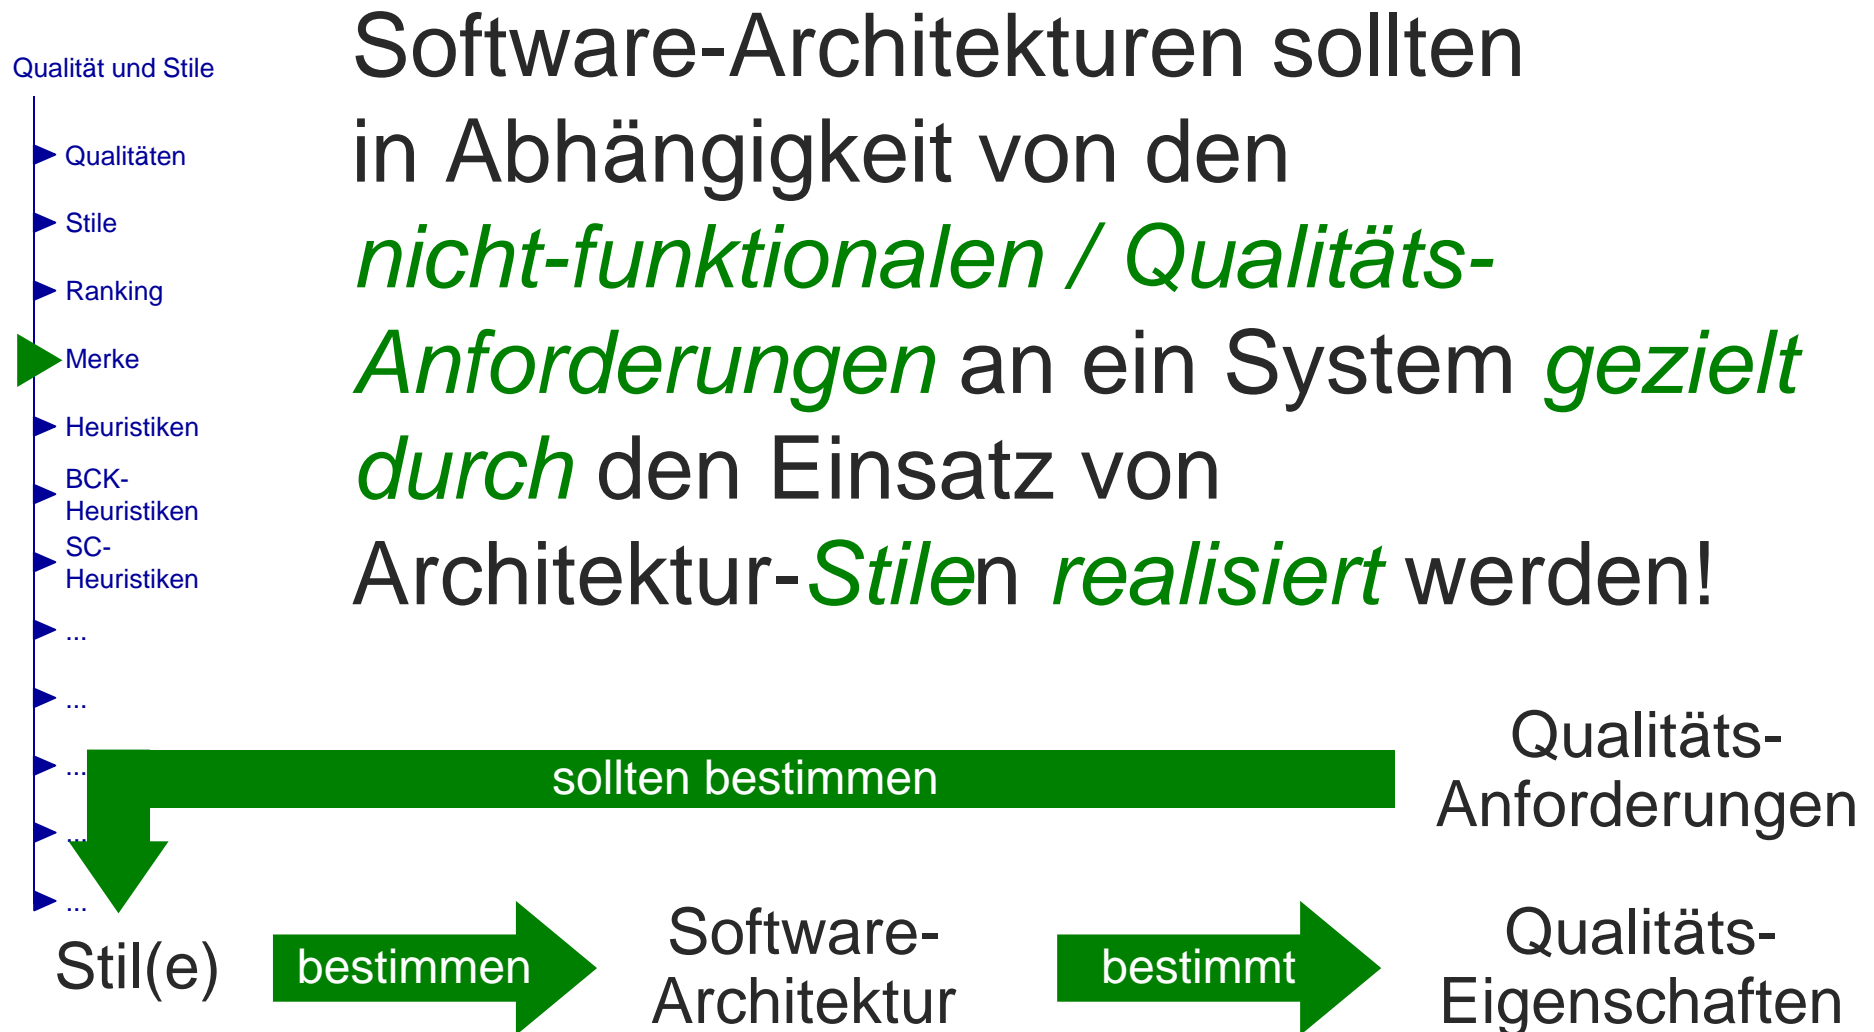 Qualität und Stile
Qualitäten
Stile
Ranking
Merke
Heuristiken
BCK-
Heuristiken
SC-
Heuristiken
...
...
...
...
...
Software-Architekturen sollten
in Abhängigkeit von den
nicht-funktionalen / Qualitäts-
Anforderungen an ein System gezielt
durch den Einsatz von
Architektur-Stilen realisiert werden!
Qualitäts-
Anforderungen
sollten bestimmen
Stil(e)
bestimmen
Software-
Architektur
bestimmt
Qualitäts-
Eigenschaften